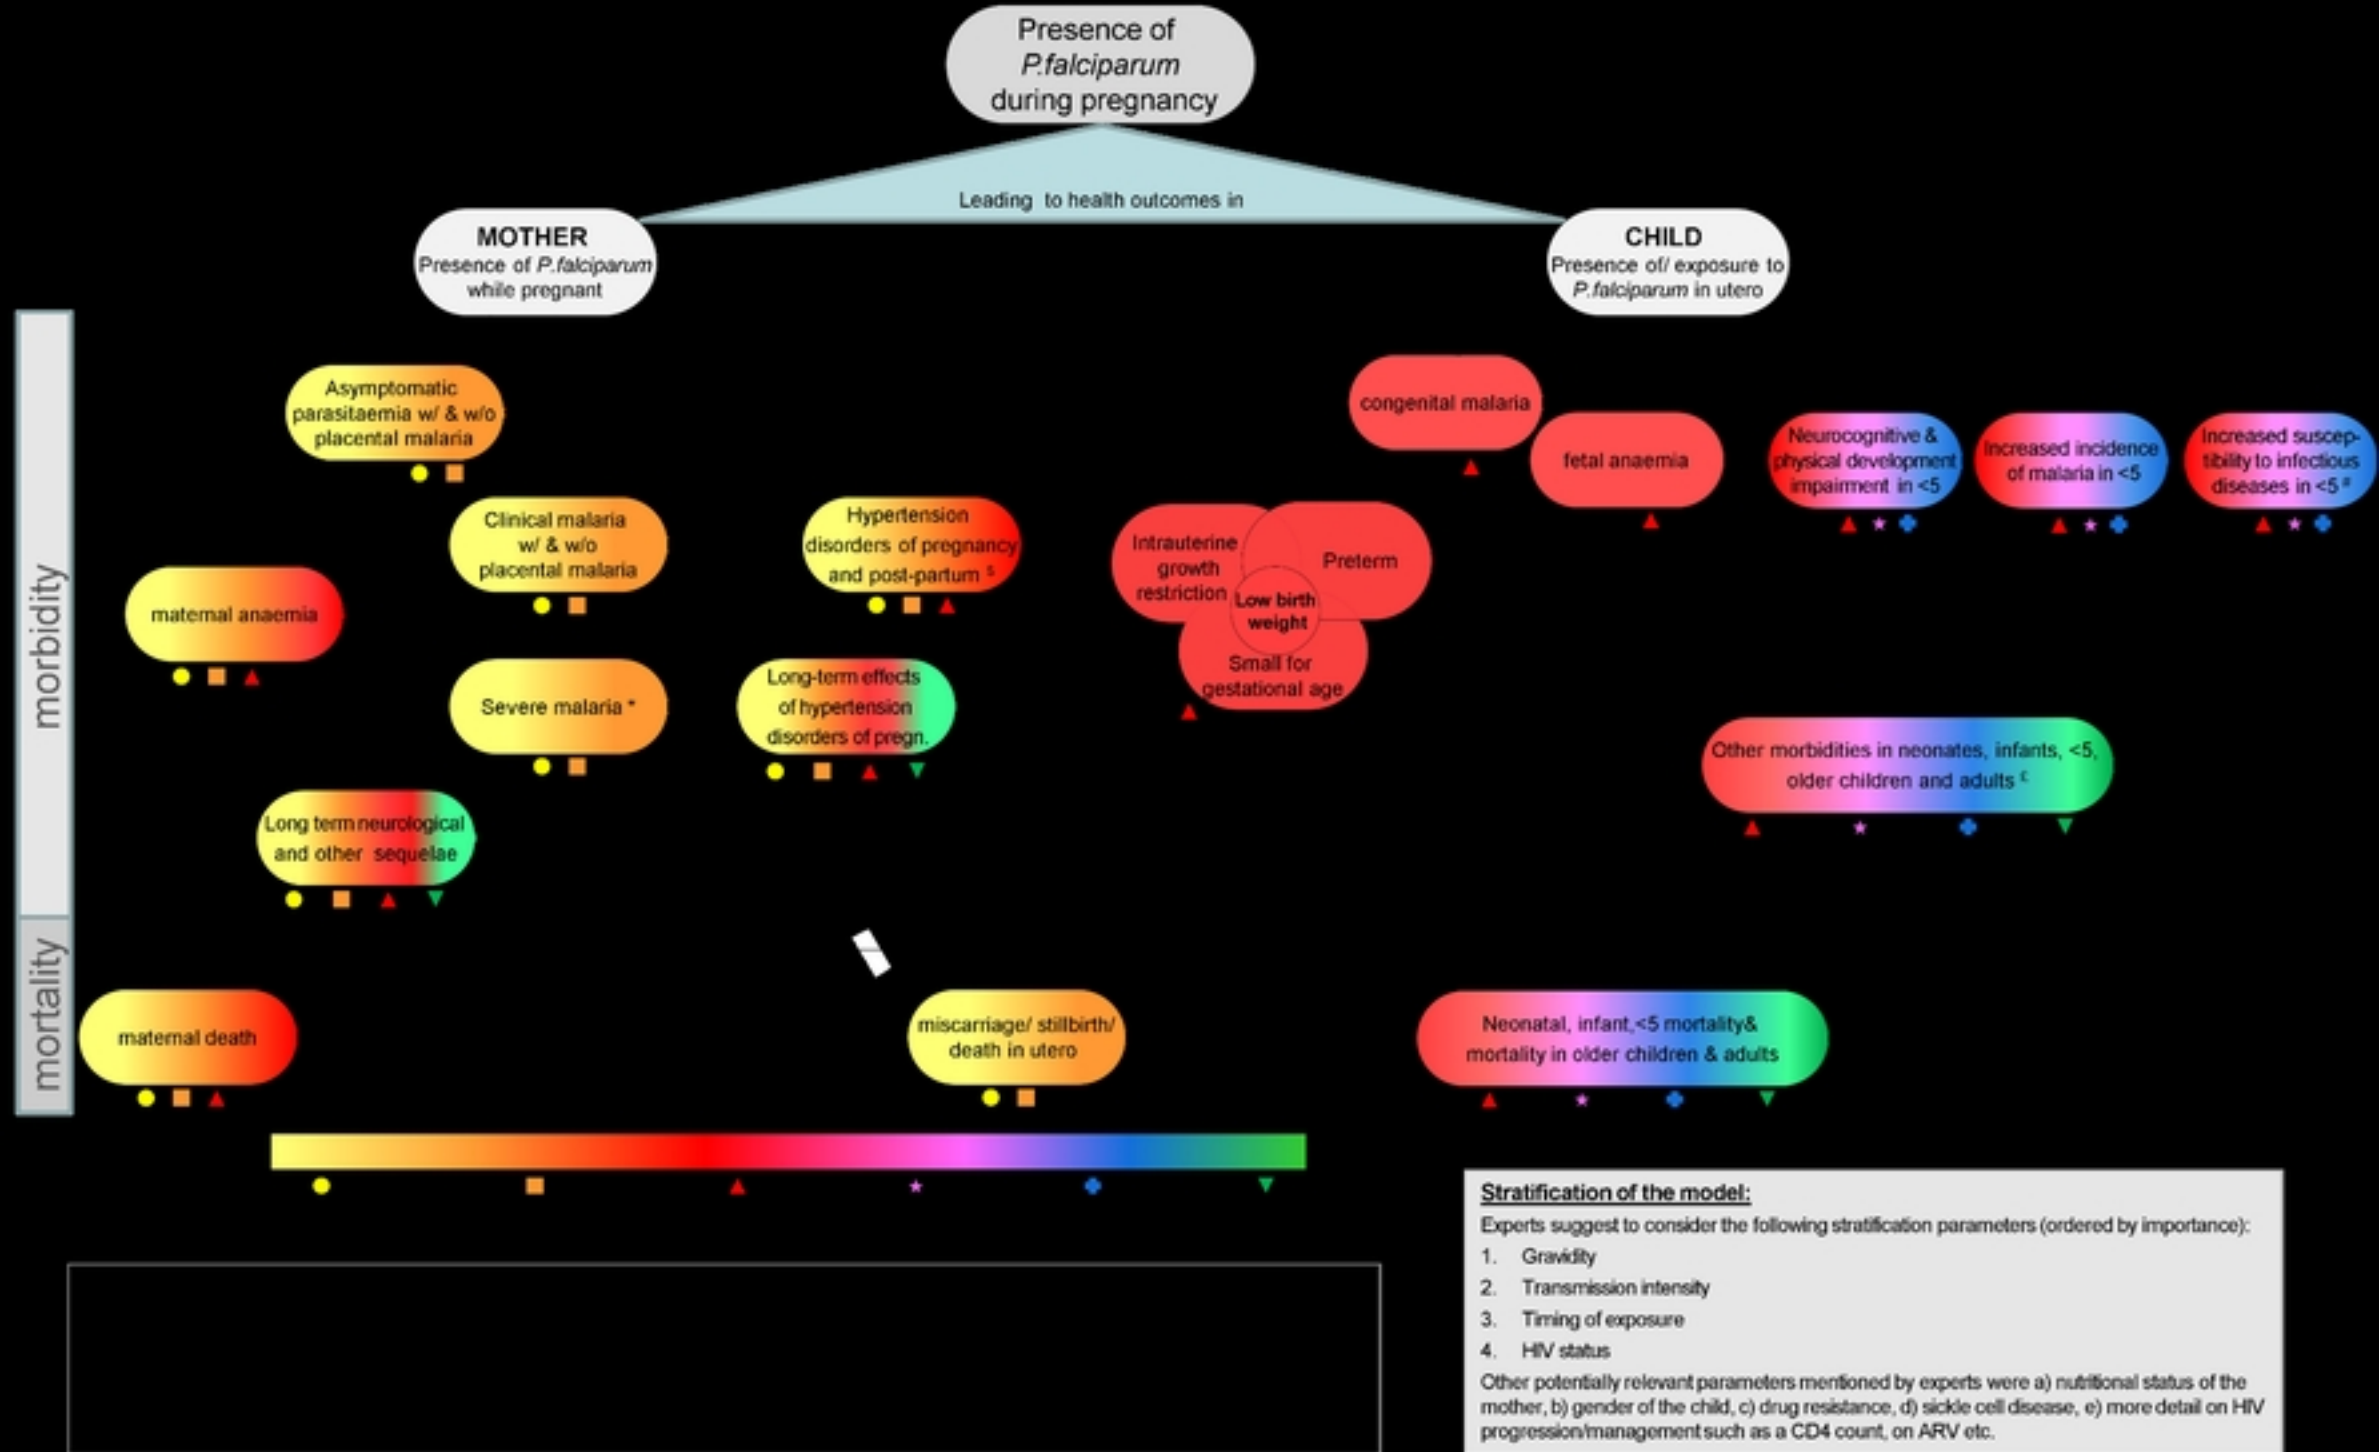 Presence of
P.falciparum
during pregnancy
Leading to health outcomes in
MOTHER
Presence of P.falciparum
while pregnant
CHILD
Presence of/ exposure to
P.falciparum in utero
morbidity
Asymptomatic
parasitaemia w/ & w/o
placental malaria
congenital malaria
fetal anaemia
Neurocognitive &
physical development
impairment in <5
Increased incidence
of malaria in <5
Increased suscep-
tibility to infectious
diseases in <5 #
Clinical malaria
w/ & w/o
placental malaria
Hypertension
disorders of pregnancy
and post-partum $
Intrauterine
growth
restriction
Preterm
Low birth
weight
Small for
gestational age
maternal anaemia
Severe malaria *
Long-term effects
of hypertension
disorders of pregn.
Other morbidities in neonates, infants, <5,
older children and adults £
Long term neurological
and other sequelae
mortality
maternal death
miscarriage/ stillbirth/
death in utero
Neonatal, infant,<5 mortality&
mortality in older children & adults
Stratification of the model:
Experts suggest to consider the following stratification parameters (ordered by importance):
1. Gravidity
2. Transmission intensity
3. Timing of exposure
4. HIV status
Other potentially relevant parameters mentioned by experts were a) nutritional status of the
mother, b) gender of the child, c) drug resistance, d) sickle cell disease, e) more detail on HIV
progression/management such as a CD4 count, on ARV etc.